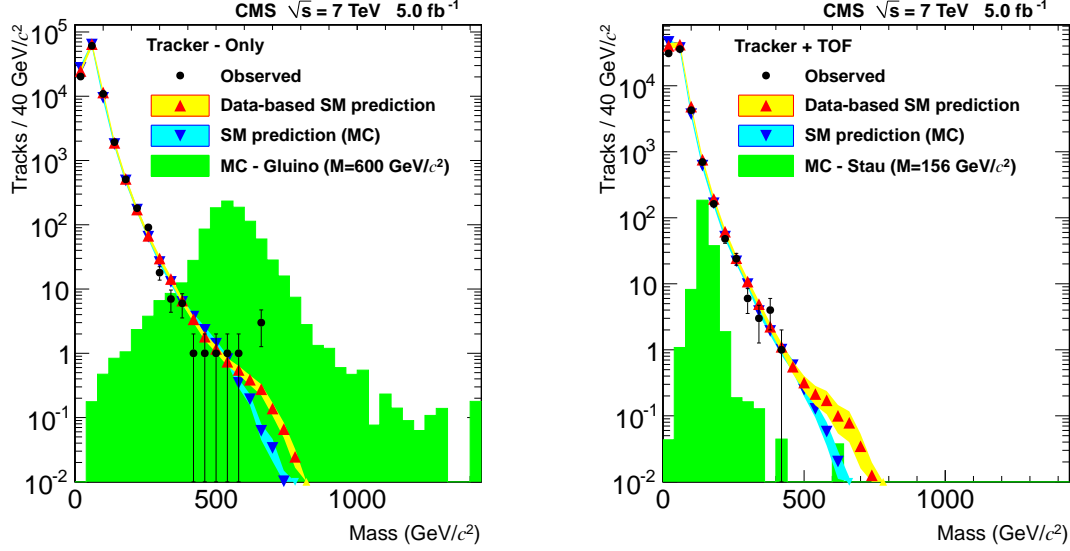 CMS √s = 7 TeV 5.0 fb⁻¹
Tracks / 40 GeV/c²
Tracker - Only
Observed
Data-based SM prediction
SM prediction (MC)
MC - Gluino (M=600 GeV/c²)
10⁵
10⁴
10³
10²
10
1
10⁻¹
10⁻²
0 500 1000
Mass (GeV/c²)
CMS √s = 7 TeV 5.0 fb⁻¹
Tracks / 40 GeV/c²
Tracker + TOF
Observed
Data-based SM prediction
SM prediction (MC)
MC - Stau (M=156 GeV/c²)
10⁴
10³
10²
10
1
10⁻¹
10⁻²
0 500 1000
Mass (GeV/c²)